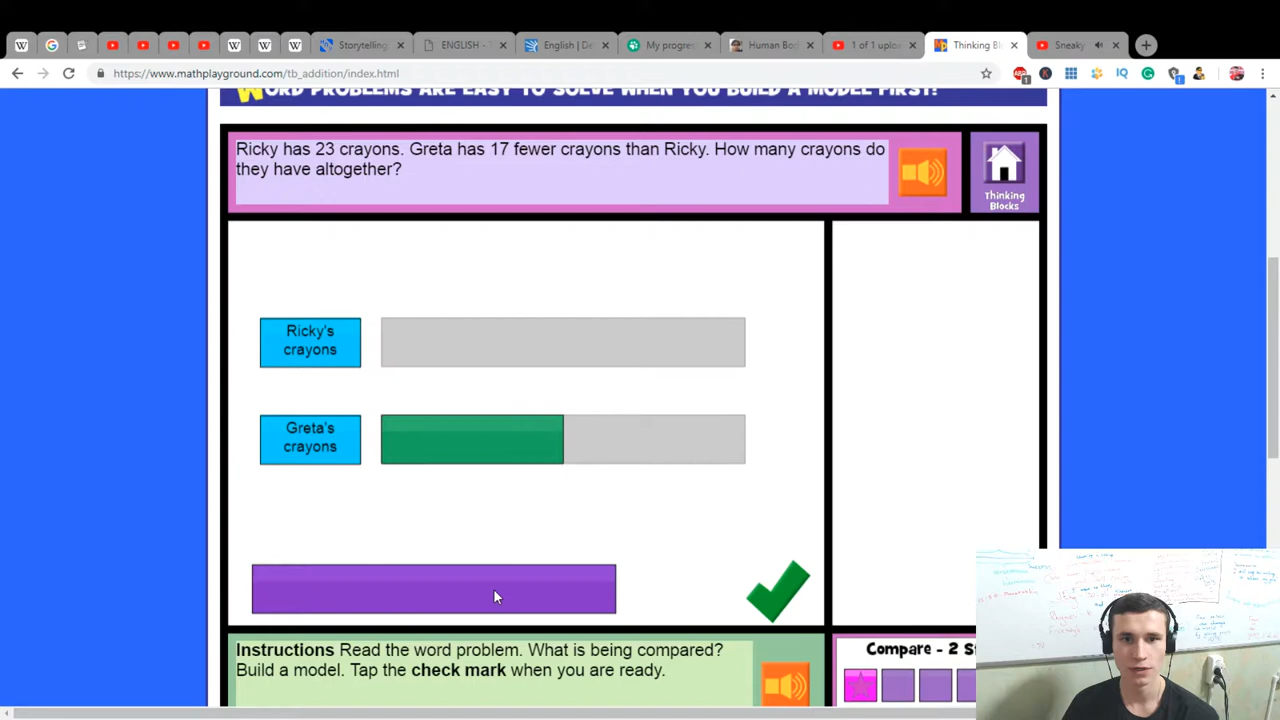 Storytelling
ENGLISH - T
English | De
My progre
Human Bod
1 of 1 uploa
Thinking Bl
Sneaky
https://www.mathplayground.com/tb_addition/index.html
WORD PROBLEMS ARE EASY TO SOLVE WHEN YOU BUILD A MODEL FIRST!
Ricky has 23 crayons. Greta has 17 fewer crayons than Ricky. How many crayons do
they have altogether?
Thinking
Blocks
Ricky's
crayons
Greta's
crayons
Instructions Read the word problem. What is being compared?
Build a model. Tap the check mark when you are ready.
Compare - 2 S